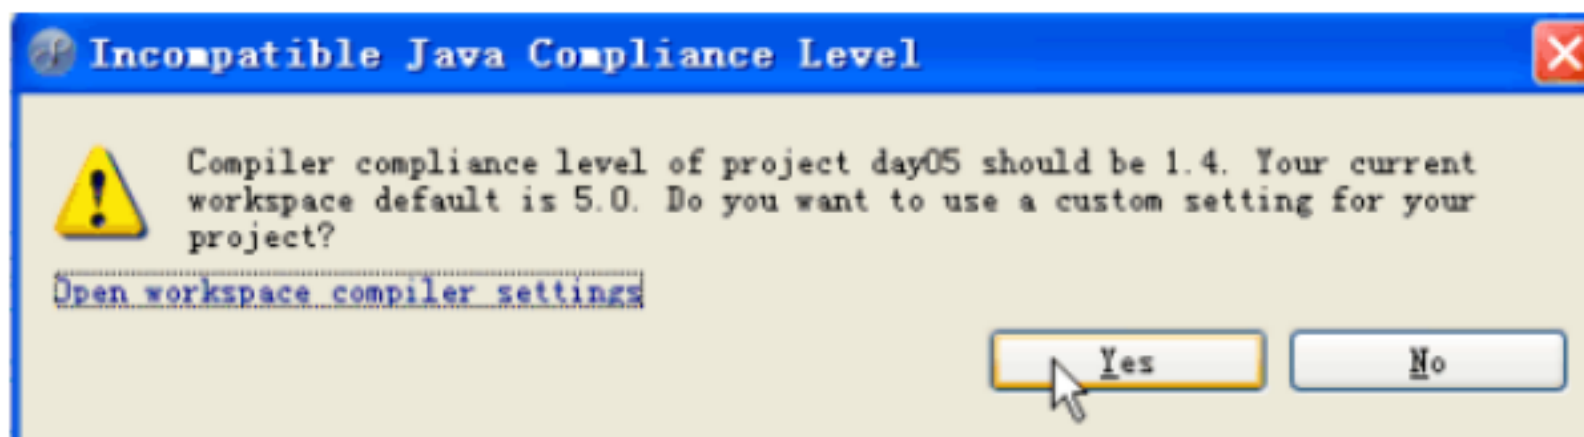 Incompatible Java Compliance Level
Compiler compliance level of project day05 should be 1.4. Your current
workspace default is 5.0. Do you want to use a custom setting for your
project?
Open workspace compiler settings
Yes
No